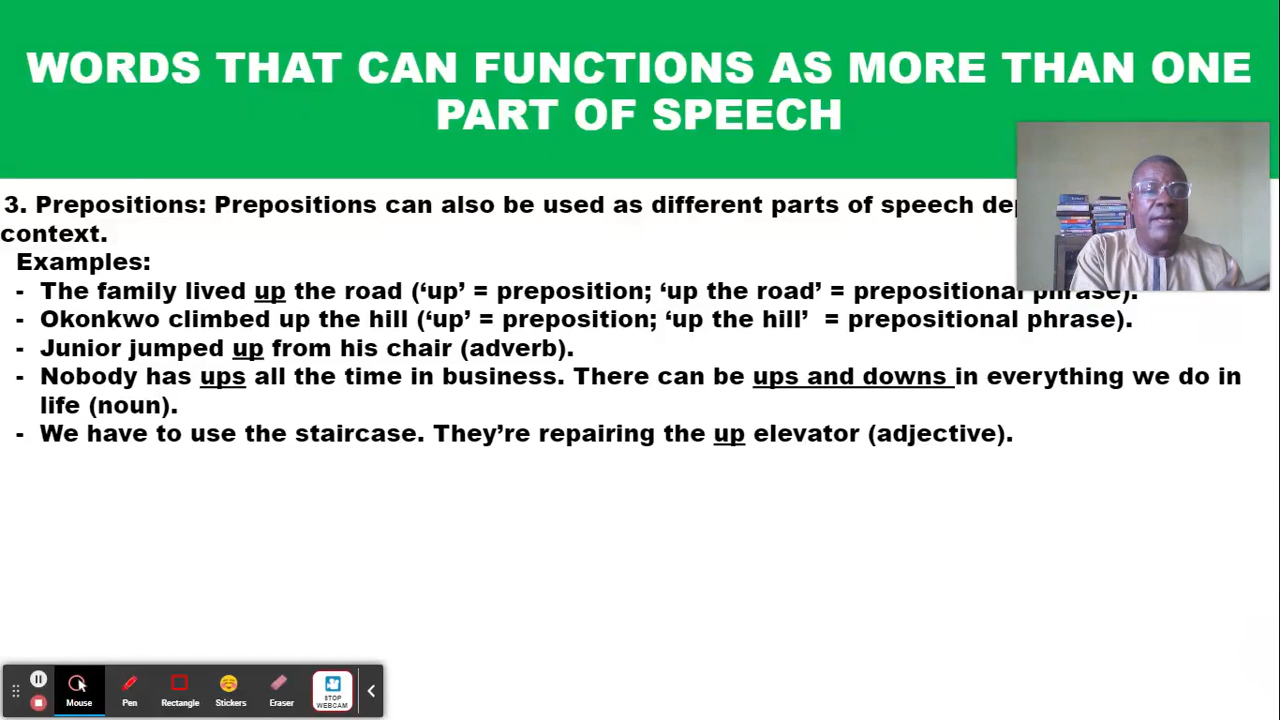 WORDS THAT CAN FUNCTIONS AS MORE THAN ONE
PART OF SPEECH
3. Prepositions: Prepositions can also be used as different parts of speech
context.
Examples:
- The family lived up the road (‘up’ = preposition; ‘up the road’ = prepositional phrase).
- Okonkwo climbed up the hill (‘up’ = preposition; ‘up the hill’ = prepositional phrase).
- Junior jumped up from his chair (adverb).
- Nobody has ups all the time in business. There can be ups and downs in everything we do in
life (noun).
- We have to use the staircase. They’re repairing the up elevator (adjective).
Mouse
Pen
Rectangle
Stickers
Eraser
STOP
WEBCAM